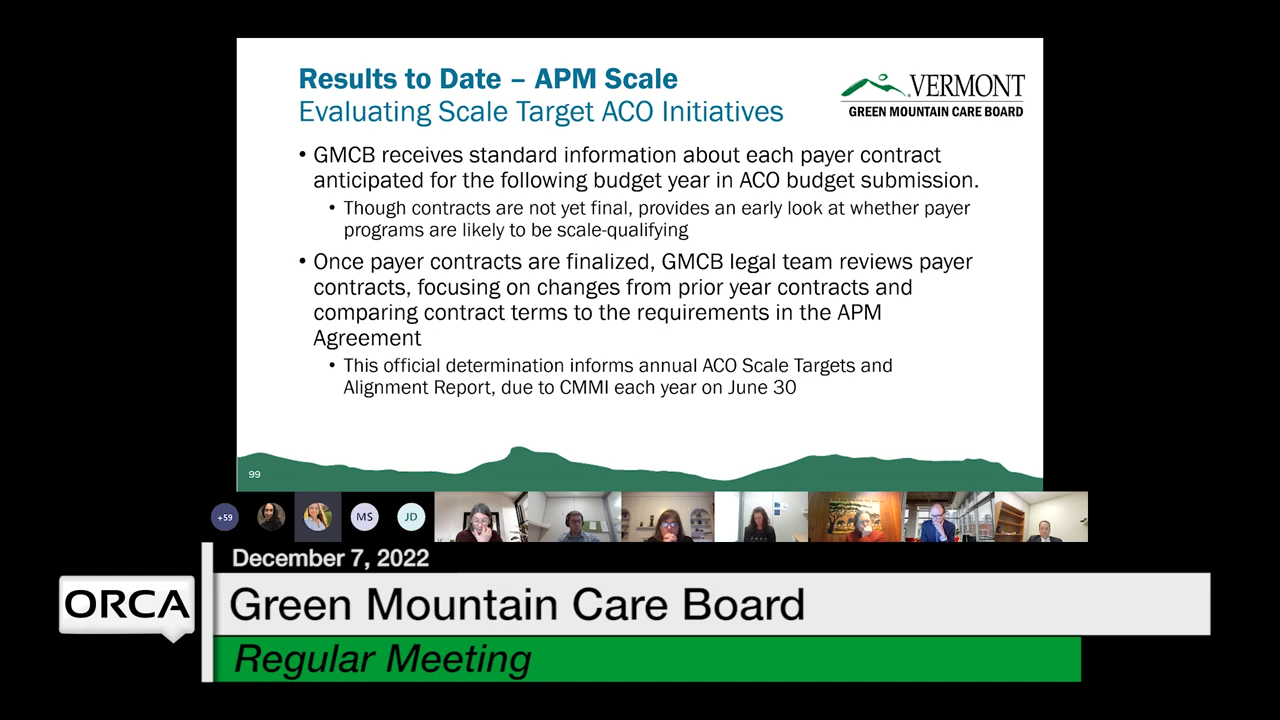 Results to Date – APM Scale
Evaluating Scale Target ACO Initiatives
VERMONT
GREEN MOUNTAIN CARE BOARD
• GMCB receives standard information about each payer contract
anticipated for the following budget year in ACO budget submission.
• Though contracts are not yet final, provides an early look at whether payer
programs are likely to be scale-qualifying
• Once payer contracts are finalized, GMCB legal team reviews payer
contracts, focusing on changes from prior year contracts and
comparing contract terms to the requirements in the APM
Agreement
• This official determination informs annual ACO Scale Targets and
Alignment Report, due to CMMI each year on June 30
99
+59
MS
JD
December 7, 2022
ORCA
Green Mountain Care Board
Regular Meeting